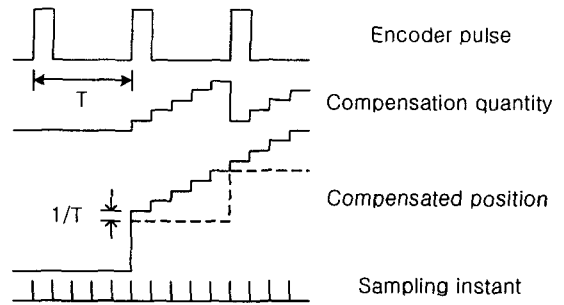 Encoder pulse
T
Compensation quantity
1/T
Compensated position
Sampling instant